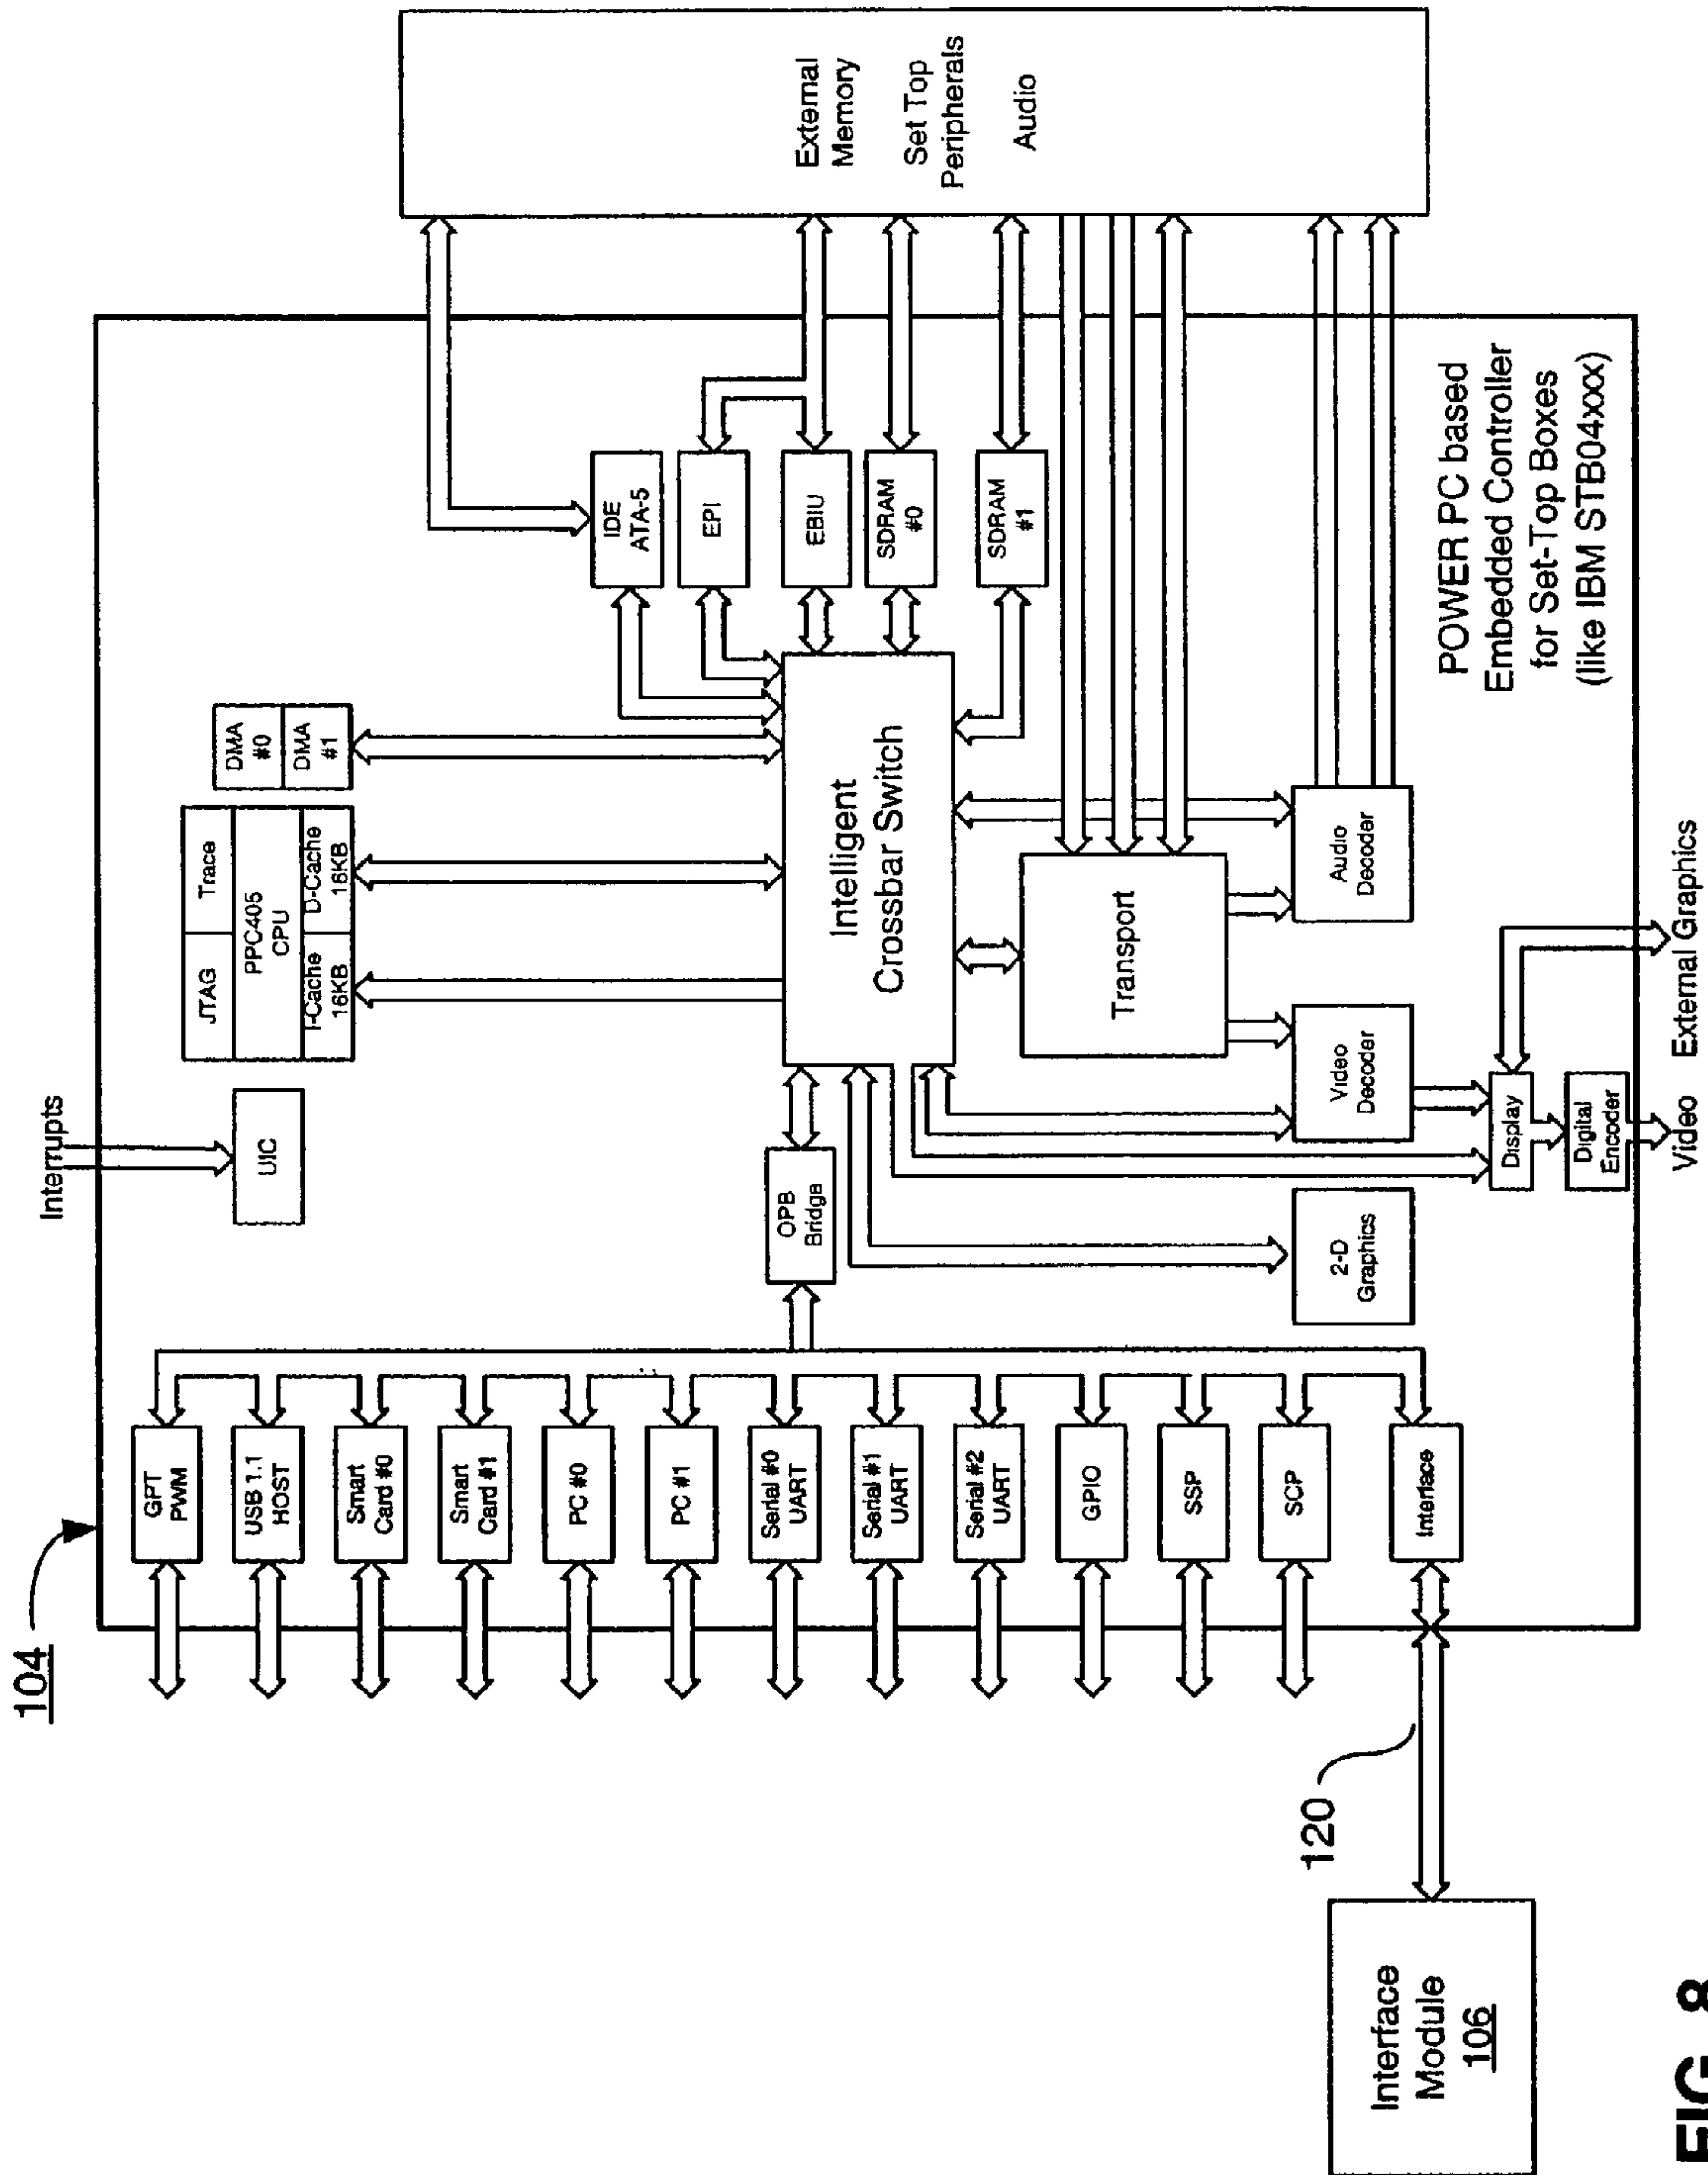 104
Interrupts
UIC
JTAG
Trace
PPC405
CPU
I-Cache
16KB
D-Cache
16KB
DMA
#0
DMA
#1
GPT
PWM
USB 1.1
HOST
Smart
Card #0
Smart
Card #1
PC #0
PC #1
Serial #0
UART
Serial #1
UART
Serial #2
UART
GPIO
SSP
SCP
Interface
OPB
Bridge
Intelligent
Crossbar Switch
IDE
ATA-5
EPI
EBIU
SDRAM
#0
SDRAM
#1
External
Memory
Set Top
Peripherals
Audio
Transport
2-D
Graphics
Video
Decoder
Audio
Decoder
Display
Digital
Encoder
POWER PC based
Embedded Controller
for Set-Top Boxes
(like IBM STB04xxx)
Video
External Graphics
120
Interface
Module
106
FIG. 8